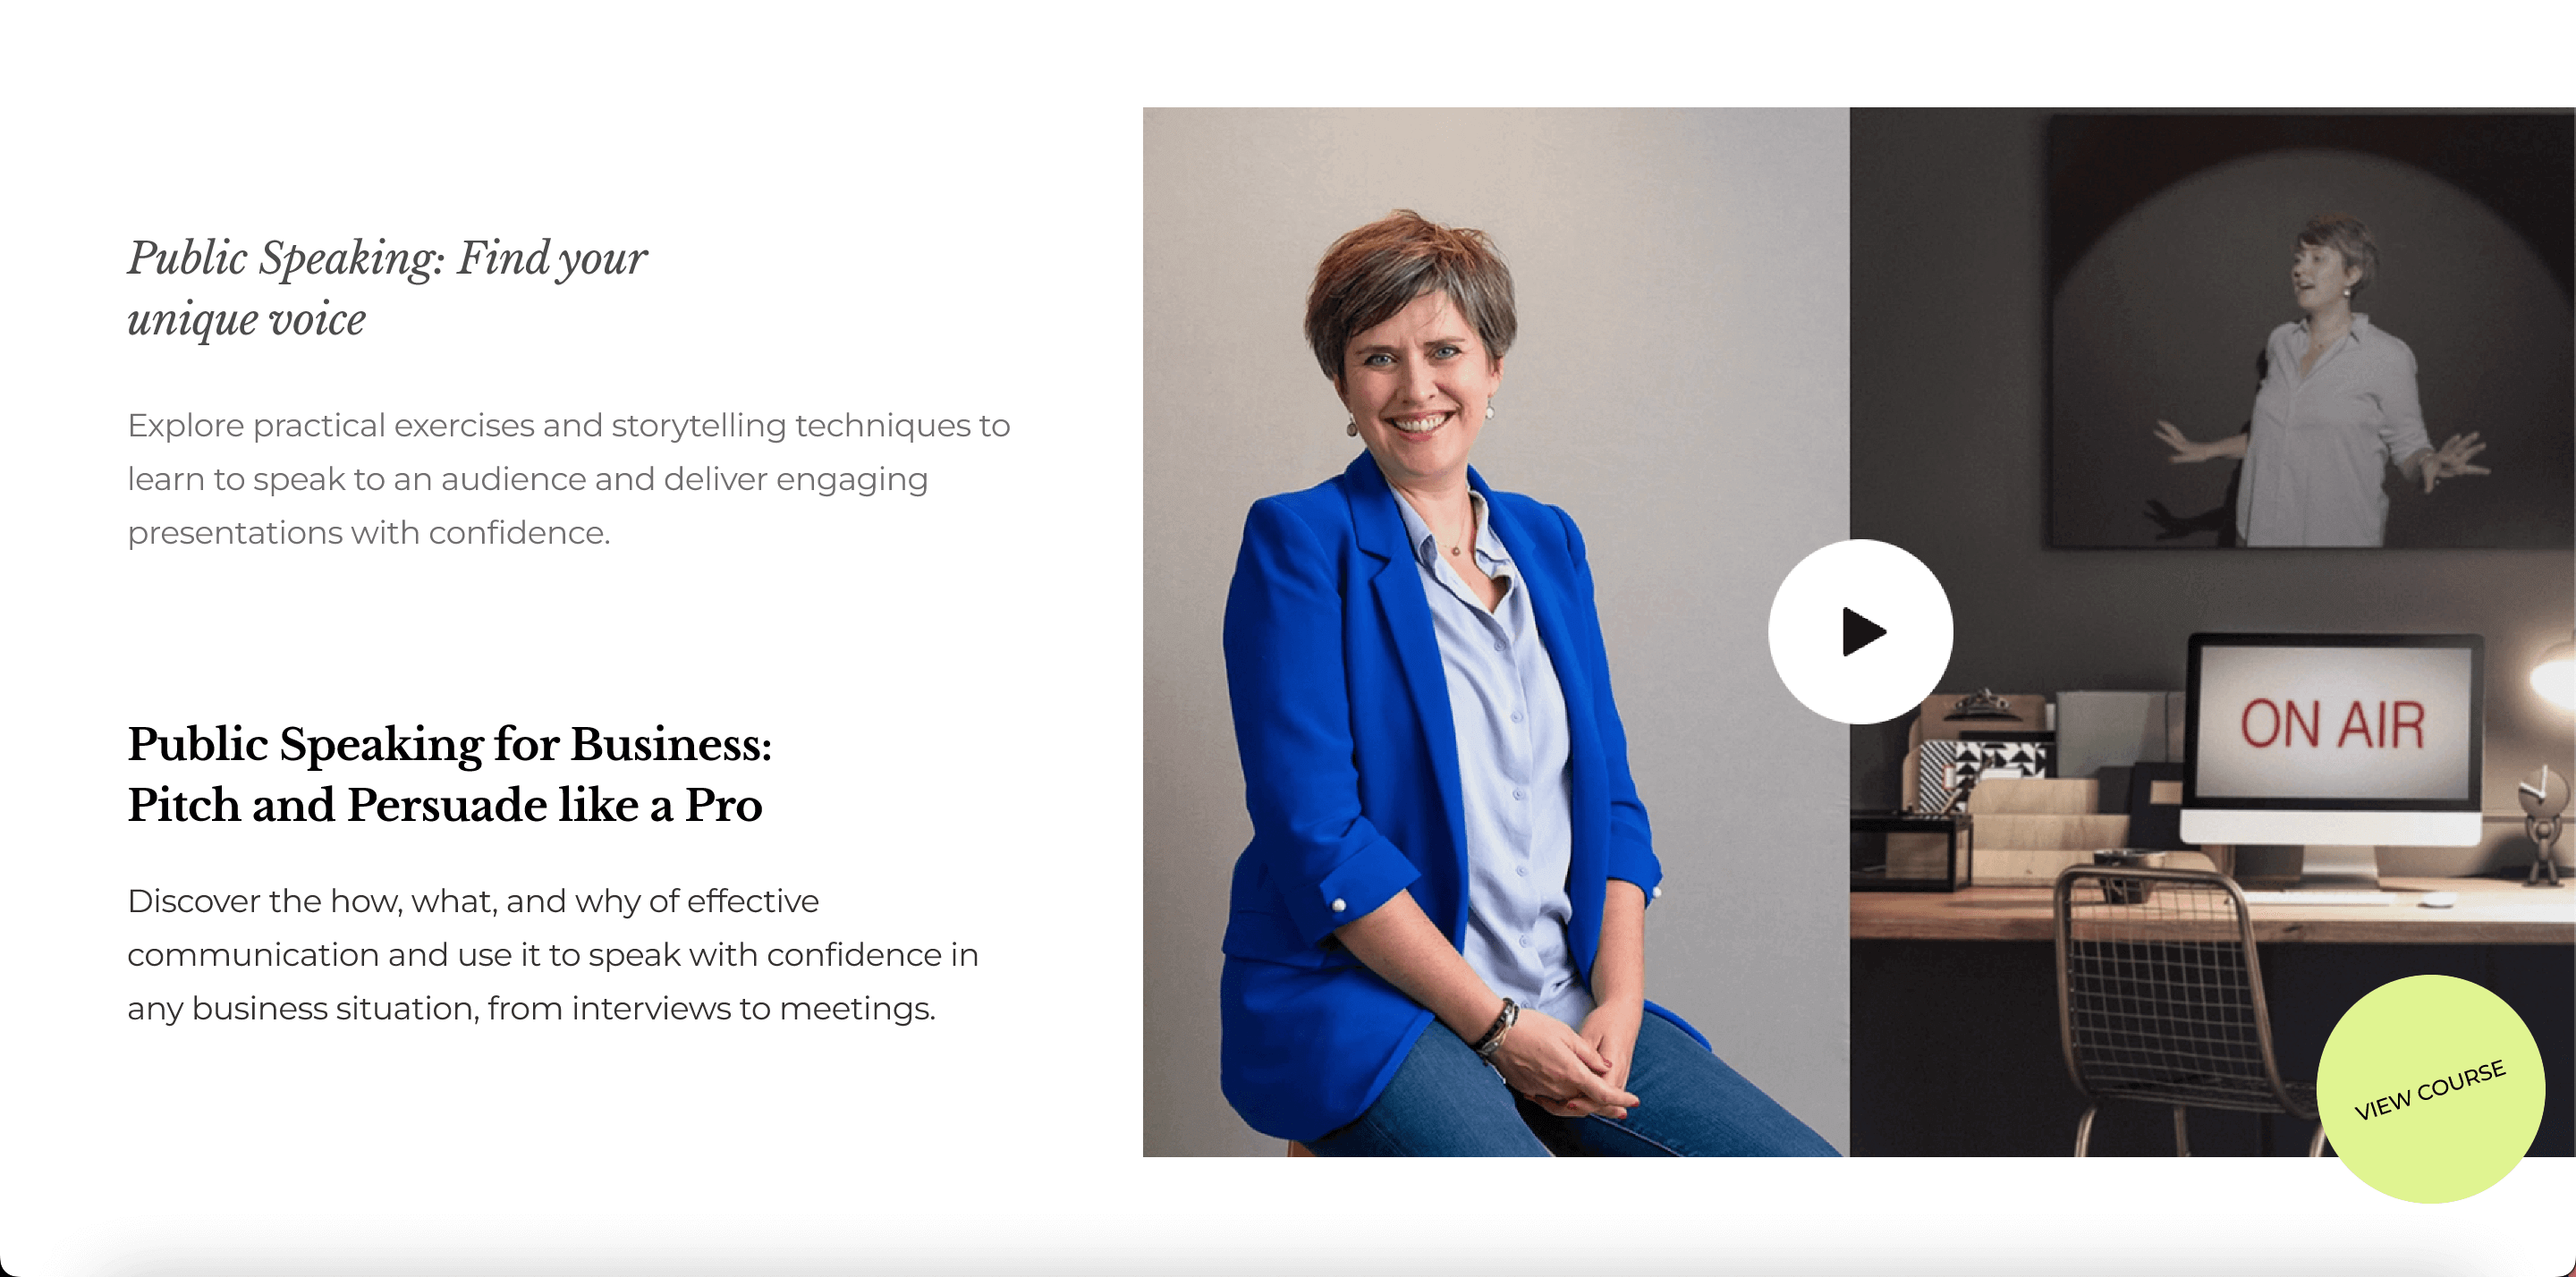 Public Speaking: Find your
unique voice
Explore practical exercises and storytelling techniques to
learn to speak to an audience and deliver engaging
presentations with confidence.
Public Speaking for Business:
Pitch and Persuade like a Pro
Discover the how, what, and why of effective
communication and use it to speak with confidence in
any business situation, from interviews to meetings.
ON AIR
VIEW COURSE